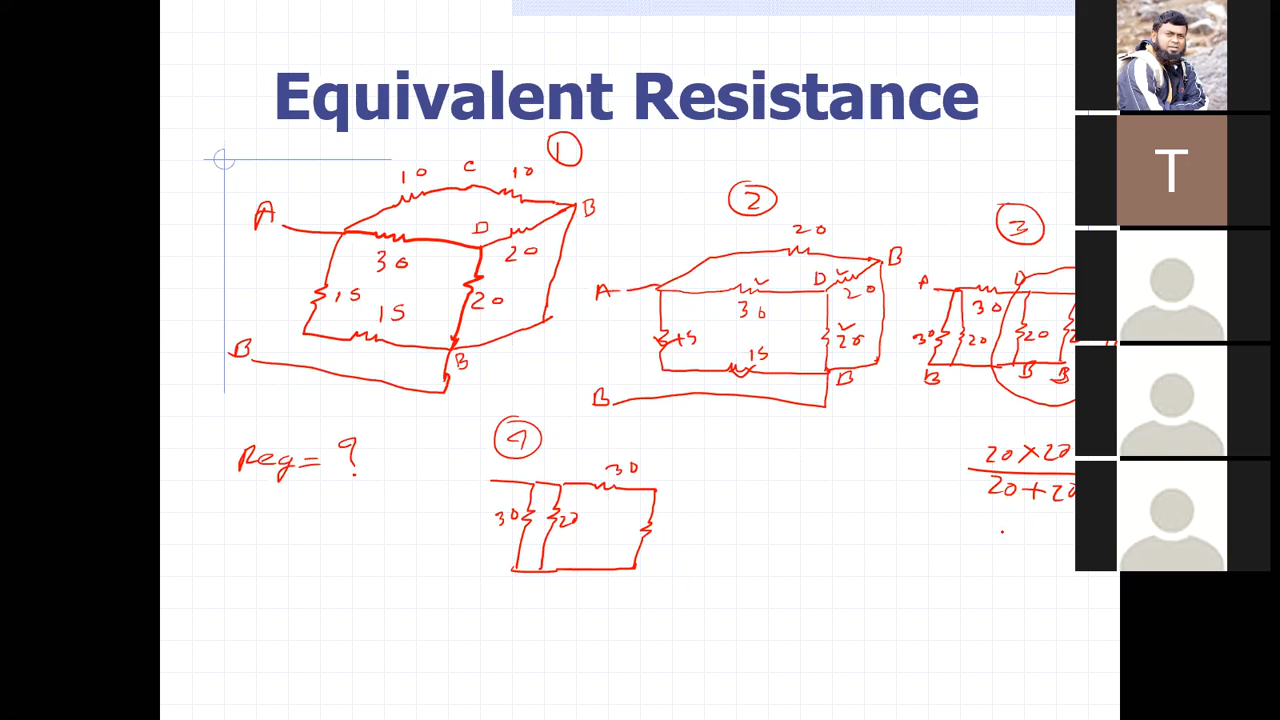 Equivalent Resistance
1
10 C 10
A B
D
30 20
15
15 20
B B
Req = ?
2
20
B
A D
30 20
15 20
15
B
B
3
A D
30
30 20 20
B B B
4
30
30 20
20 × 20
20 + 20
T